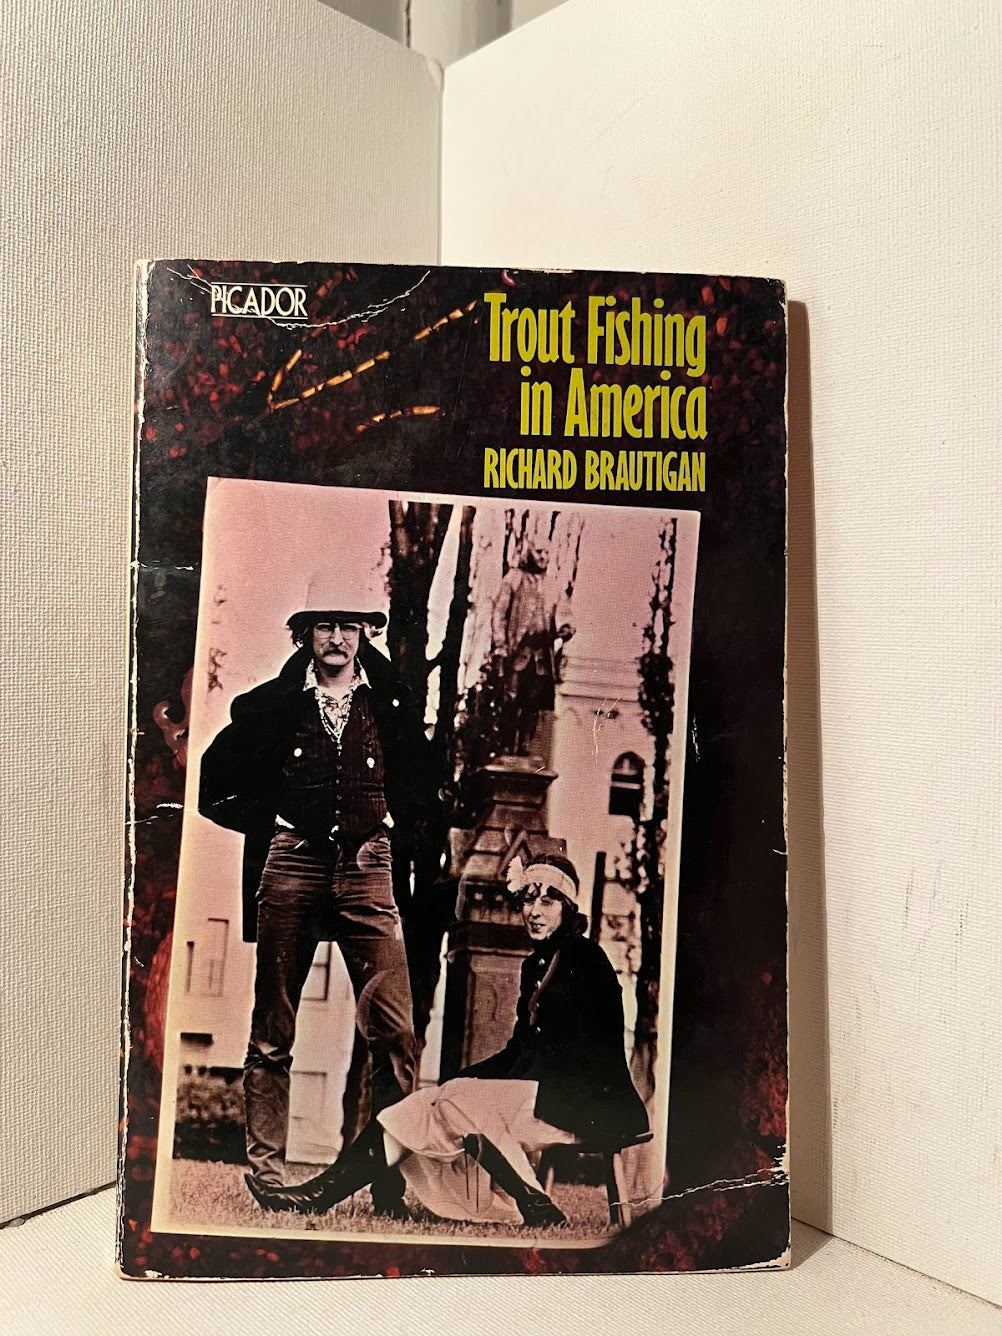 PICADOR
Trout Fishing
in America
RICHARD BRAUTIGAN